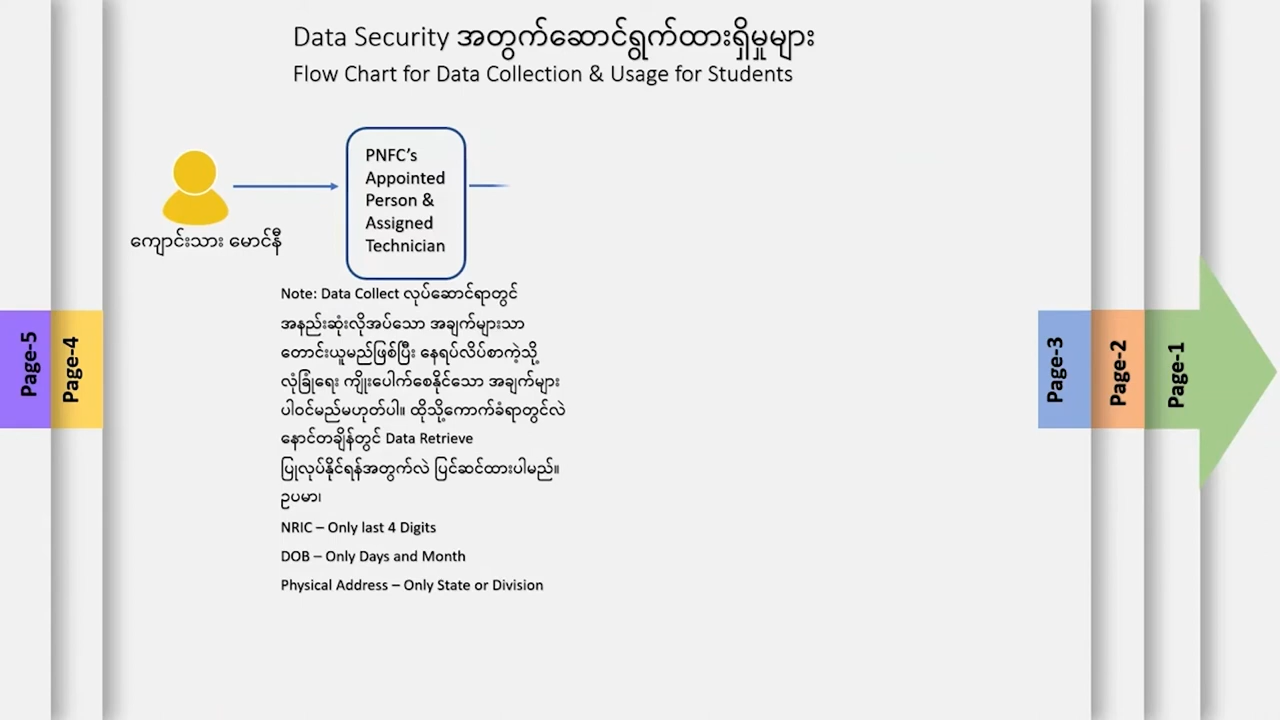 Data Security အတွက်ဆောင်ရွက်ထားရှိမှုများ
Flow Chart for Data Collection & Usage for Students
PNFC’s
Appointed
Person &
Assigned
Technician
ကျောင်းသား မောင်နီ
Note: Data Collect လုပ်ဆောင်ရာတွင်
အနည်းဆုံးလိုအပ်သော အချက်များသာ
တောင်းယူမည်ဖြစ်ပြီး နေရပ်လိပ်စာကဲ့သို့
လုံခြုံရေး ကျိုးပေါက်စေနိုင်သော အချက်များ
ပါဝင်မည်မဟုတ်ပါ။ ထိုသို့ကောက်ခံရာတွင်လဲ
နောင်တချိန်တွင် Data Retrieve
ပြုလုပ်နိုင်ရန်အတွက်လဲ ပြင်ဆင်ထားပါမည်။
ဥပမာ၊
NRIC – Only last 4 Digits
DOB – Only Days and Month
Physical Address – Only State or Division
Page-5
Page-4
Page-3
Page-2
Page-1